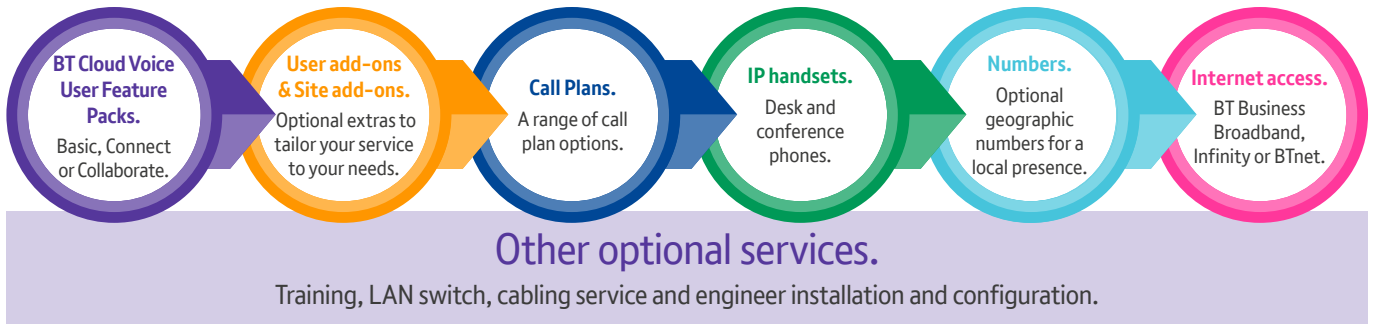 BT Cloud Voice
User Feature
Packs.
Basic, Connect
or Collaborate.
User add-ons
& Site add-ons.
Optional extras to
tailor your service
to your needs.
Call Plans.
A range of call
plan options.
IP handsets.
Desk and
conference
phones.
Numbers.
Optional
geographic
numbers for a
local presence.
Internet access.
BT Business
Broadband,
Infinity or BTnet.
Other optional services.
Training, LAN switch, cabling service and engineer installation and configuration.